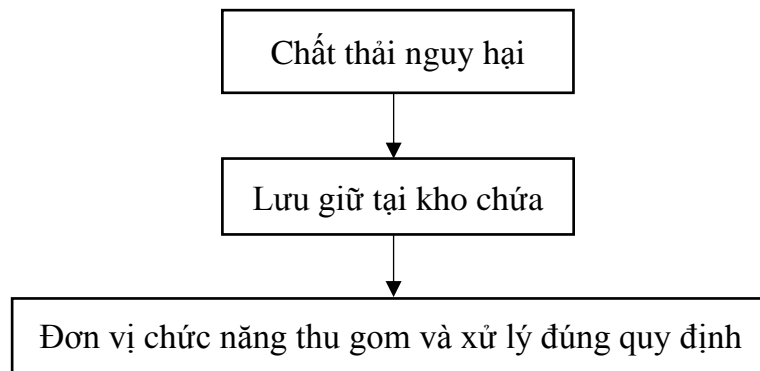 Chất thải nguy hại
Lưu giữ tại kho chứa
Đơn vị chức năng thu gom và xử lý đúng quy định